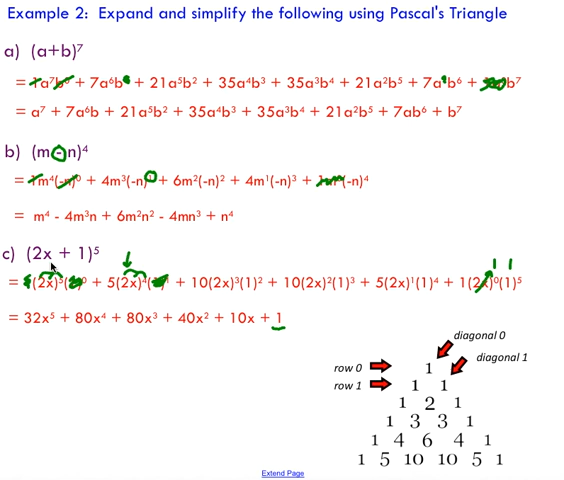 Example 2: Expand and simplify the following using Pascal's Triangle
a) (a+b)⁷
= 1a⁷b⁰ + 7a⁶b + 21a⁵b² + 35a⁴b³ + 35a³b⁴ + 21a²b⁵ + 7a¹b⁶ + b⁷
= a⁷ + 7a⁶b + 21a⁵b² + 35a⁴b³ + 35a³b⁴ + 21a²b⁵ + 7ab⁶ + b⁷
b) (m - n)⁴
= 1m⁴(-n)⁰ + 4m³(-n)¹ + 6m²(-n)² + 4m¹(-n)³ + (-n)⁴
= m⁴ - 4m³n + 6m²n² - 4mn³ + n⁴
c) (2x + 1)⁵
1 1
= (2x)⁵ ⁰ + 5(2x)⁴ ¹ + 10(2x)³(1)² + 10(2x)²(1)³ + 5(2x)¹(1)⁴ + 1(2x)⁰(1)⁵
= 32x⁵ + 80x⁴ + 80x³ + 40x² + 10x + 1
diagonal 0
diagonal 1
row 0 1
row 1 1 1
1 2 1
1 3 3 1
1 4 6 4 1
1 5 10 10 5 1
Extend Page